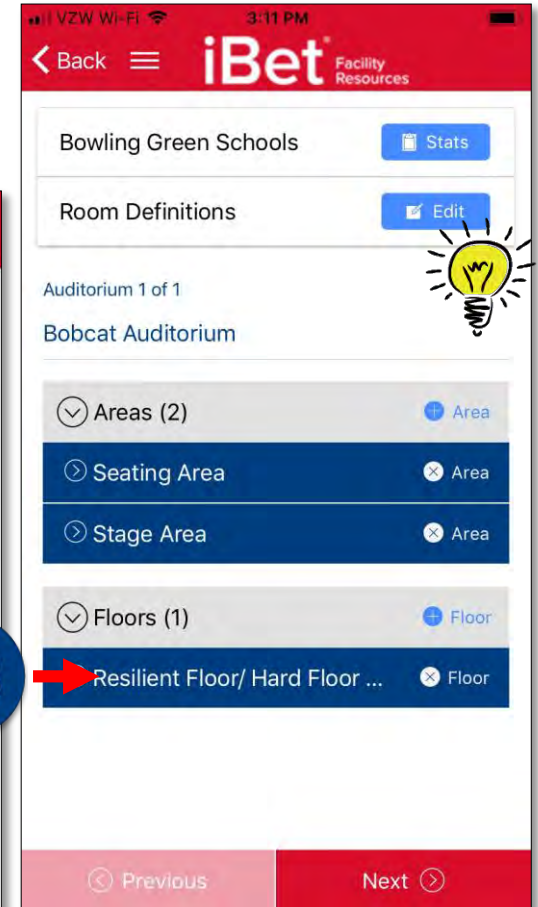 VZW Wi-Fi 3:11 PM
Back iBet Facility Resources
Bowling Green Schools Stats
Room Definitions Edit
Auditorium 1 of 1
Bobcat Auditorium
Areas (2) Area
Seating Area Area
Stage Area Area
Floors (1) Floor
Resilient Floor/ Hard Floor ... Floor
Previous Next